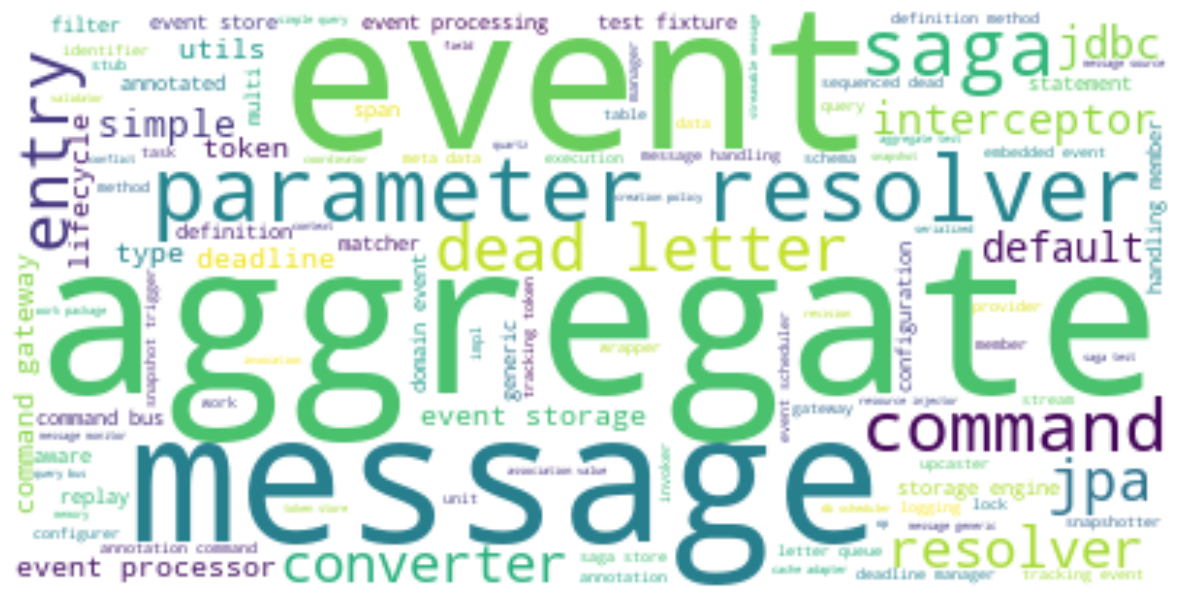 filter
event store
simple query
event processing
test fixture
definition method
event
saga
jdbc
identifier
utils
field
manager
message source
stub
annotated
multi
streamable message
sequenced dead
statement
entry
validator
span
table
query
interceptor
lifecycle
simple
token
data
aggregate test
conflict
task
coordinator
meta data
quartz
execution
message handling
schema
snapshot
embedded event
method
parameter resolver
creation policy
handling member
definition
context
matcher
serialized
type
deadline
dead letter
default
command gateway
aggregate
work package
snapshot trigger
domain event
impl
generic
tracking token
wrapper
event scheduler
revision
configuration
provider
member
saga test
invocation
work
command bus
event storage
gateway
resource injector
stream
command
message monitor
message
aware
query bus
association value
invoker
upcaster
jpa
replay
unit
storage engine
memory
token store
db scheduler
logging
lock
configurer
up
message generic
snapshotter
annotation command
event processor
converter
saga store
annotation
letter queue
cache adapter
resolver
deadline manager
tracking event